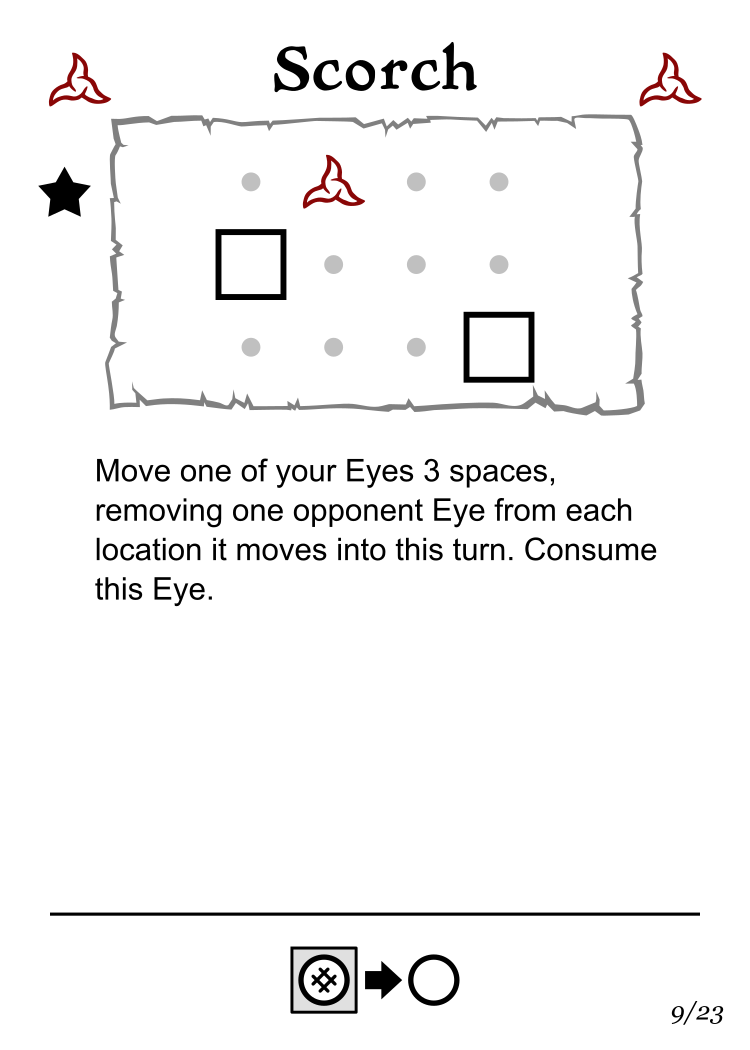 Scorch
Move one of your Eyes 3 spaces,
removing one opponent Eye from each
location it moves into this turn. Consume
this Eye.
9/23